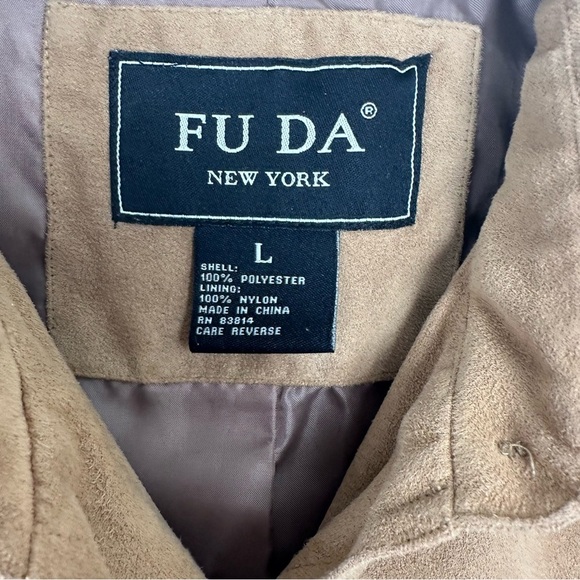 FU DA®
NEW YORK
L
SHELL:
100% POLYESTER
LINING:
100% NYLON
MADE IN CHINA
RN 83814
CARE REVERSE